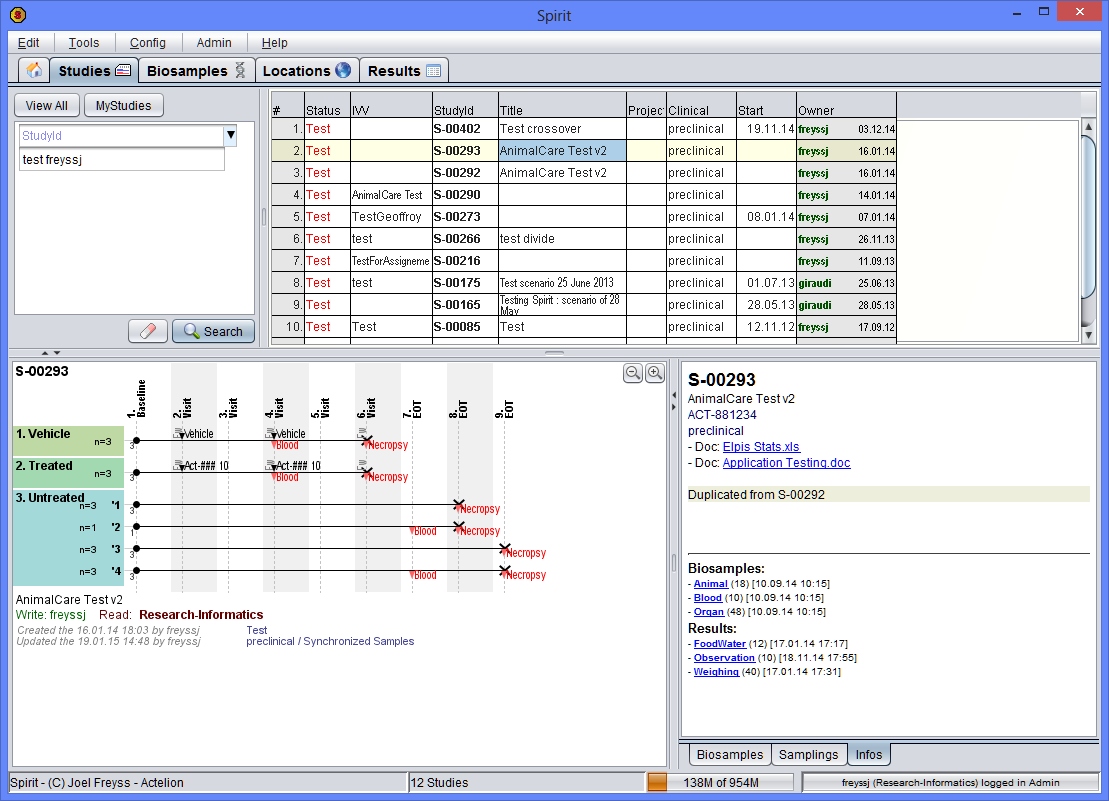 Spirit
Edit Tools Config Admin Help
Studies Biosamples Locations Results
View All MyStudies
StudyId
test freyssj
Search
# Status IVV StudyId Title Projec Clinical Start Owner
1. Test S-00402 Test crossover preclinical 19.11.14 freyssj 03.12.14
2. Test S-00293 AnimalCare Test v2 preclinical freyssj 16.01.14
3. Test S-00292 AnimalCare Test v2 preclinical freyssj 16.01.14
4. Test AnimalCare Test S-00290 preclinical freyssj 14.01.14
5. Test TestGeoffroy S-00273 preclinical 08.01.14 freyssj 07.01.14
6. Test test S-00266 test divide preclinical freyssj 26.11.13
7. Test TestForAssigneme S-00216 preclinical freyssj 11.09.13
8. Test test S-00175 Test scenario 25 June 2013 preclinical 01.07.13 giraudi 25.06.13
9. Test S-00165 Testing Spirit : scenario of 28 May preclinical 28.05.13 giraudi 28.05.13
10. Test Test S-00085 Test preclinical 12.11.12 freyssj 17.09.12
S-00293
1. Baseline 2. Visit 3. Visit 4. Visit 5. Visit 6. Visit 7. EOT 8. EOT 9. EOT
1. Vehicle n=3 3 Vehicle Vehicle Blood Necropsy
2. Treated n=3 3 Act-### 10 Act-### 10 Blood Necropsy
3. Untreated
n=3 '1 3 Necropsy
n=1 '2 1 Blood Necropsy
n=3 '3 3 Necropsy
n=3 '4 3 Blood Necropsy
AnimalCare Test v2
Write: freyssj Read: Research-Informatics
Created the 16.01.14 18:03 by freyssj Test
Updated the 19.01.15 14:48 by freyssj preclinical / Synchronized Samples
S-00293
AnimalCare Test v2
ACT-881234
preclinical
- Doc: Elpis Stats.xls
- Doc: Application Testing.doc
Duplicated from S-00292
Biosamples:
- Animal (18) [10.09.14 10:15]
- Blood (10) [10.09.14 10:15]
- Organ (48) [10.09.14 10:15]
Results:
- FoodWater (12) [17.01.14 17:17]
- Observation (10) [18.11.14 17:55]
- Weighing (40) [17.01.14 17:31]
Biosamples Samplings Infos
Spirit - (C) Joel Freyss - Actelion 12 Studies 138M of 954M freyssj (Research-Informatics) logged in Admin